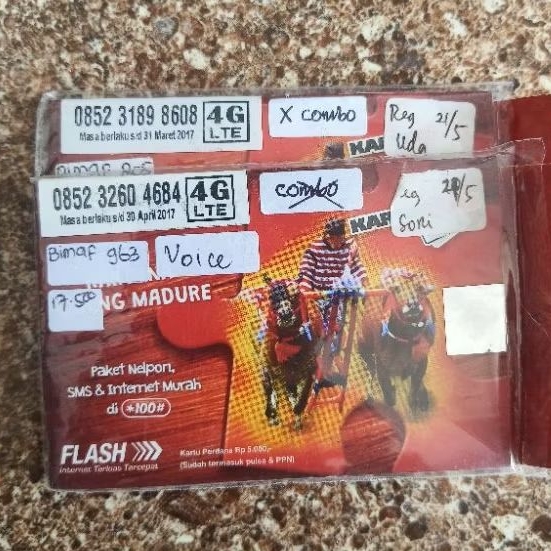 0852 3189 8608
4G
LTE
Masa berlaku s/d 31 Maret 2017
X combo
Reg 21/5
Uda
KAR
0852 3260 4684
4G
LTE
Masa berlaku s/d 30 April 2017
combo
/5
Soni
KAR
Bimaf 963
Voice
17.500
NG MADURE
Paket Nelpon,
SMS & Internet Murah
di *100#
FLASH
Internet Terluas Tercepat
Kartu Perdana Rp 5.000,-
(Sudah termasuk pulsa & PPN)